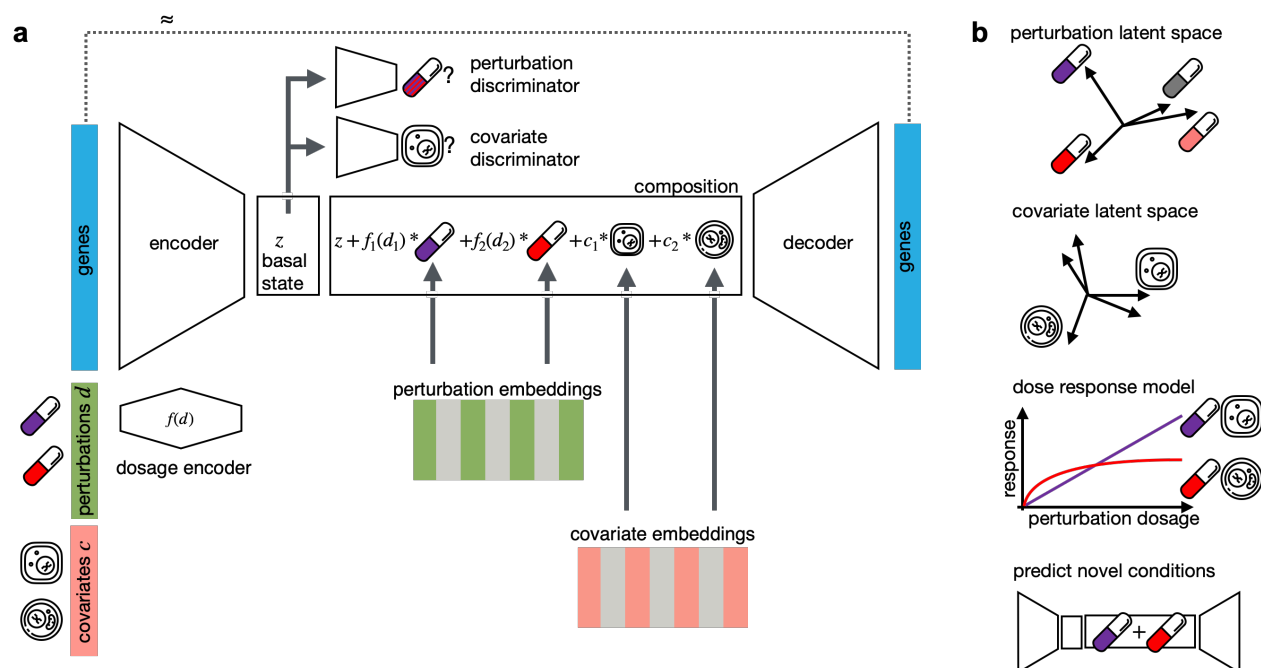 a
≈
perturbation
discriminator
?
covariate
discriminator
?
composition
genes
encoder
z
basal
state
z + f₁(d₁) * + f₂(d₂) * + c₁ * + c₂ *
decoder
genes
perturbations d
f(d)
dosage encoder
perturbation embeddings
covariates c
covariate embeddings
b
perturbation latent space
covariate latent space
dose response model
response
perturbation dosage
predict novel conditions
+